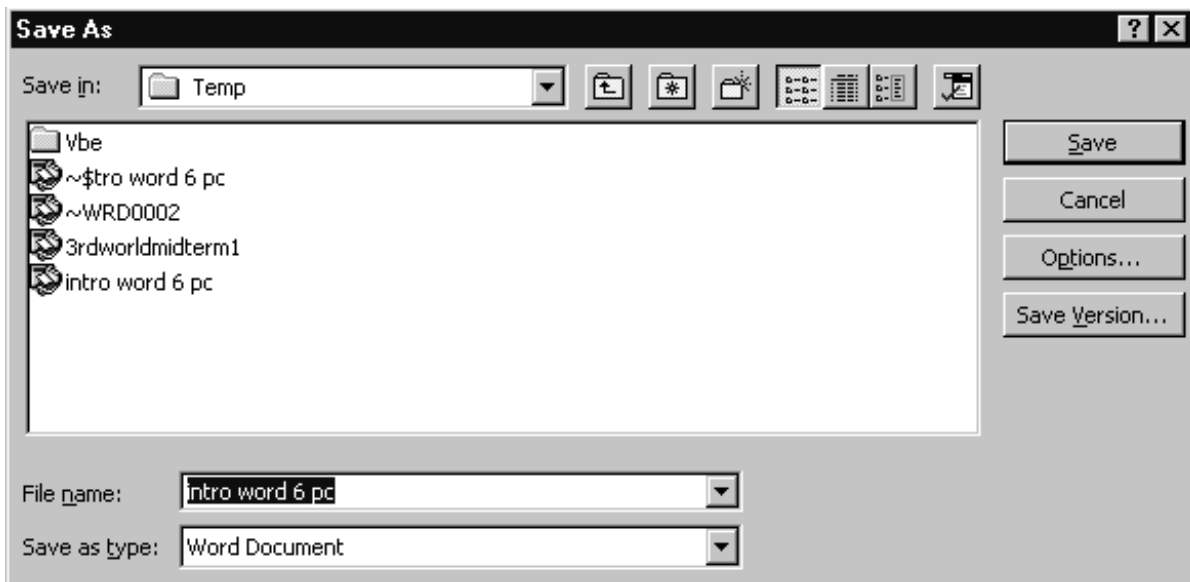 Save As
Save in: Temp
Vbe
~$tro word 6 pc
~WRD0002
3rdworldmidterm1
intro word 6 pc
Save
Cancel
Options...
Save Version...
File name: intro word 6 pc
Save as type: Word Document